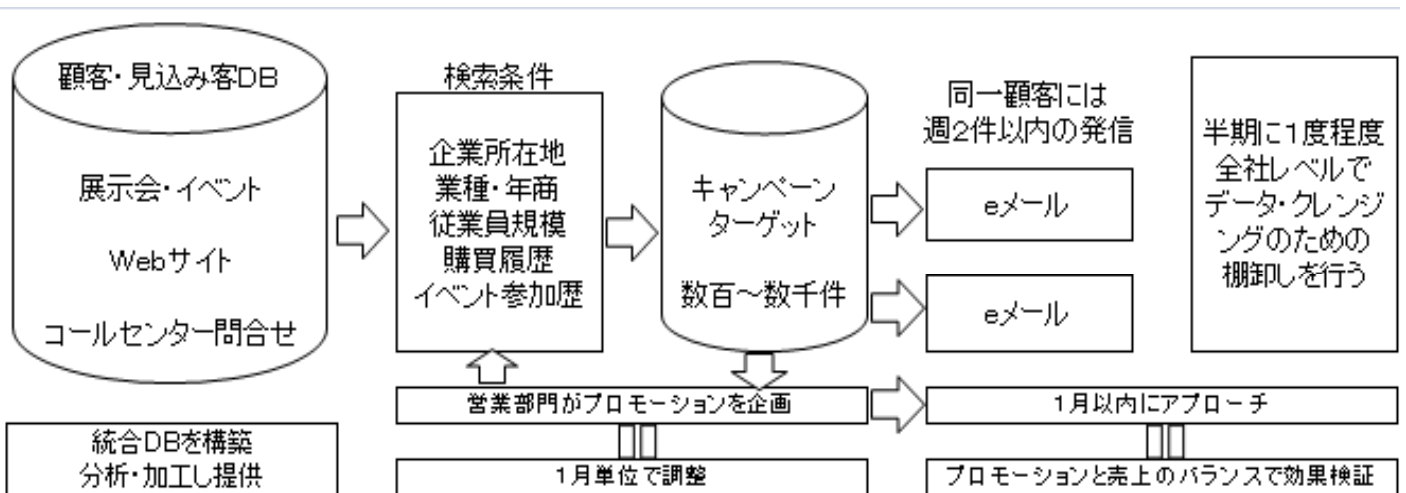 顧客・見込み客DB
展示会・イベント
Webサイト
コールセンター問合せ
統合DBを構築
分析・加工し提供
検索条件
企業所在地
業種・年商
従業員規模
購買履歴
イベント参加歴
キャンペーン
ターゲット
数百～数千件
同一顧客には
週2件以内の発信
eメール
eメール
半期に1度程度
全社レベルで
データ・クレンジ
ングのための
棚卸しを行う
営業部門がプロモーションを企画
1月以内にアプローチ
1月単位で調整
プロモーションと売上のバランスで効果検証